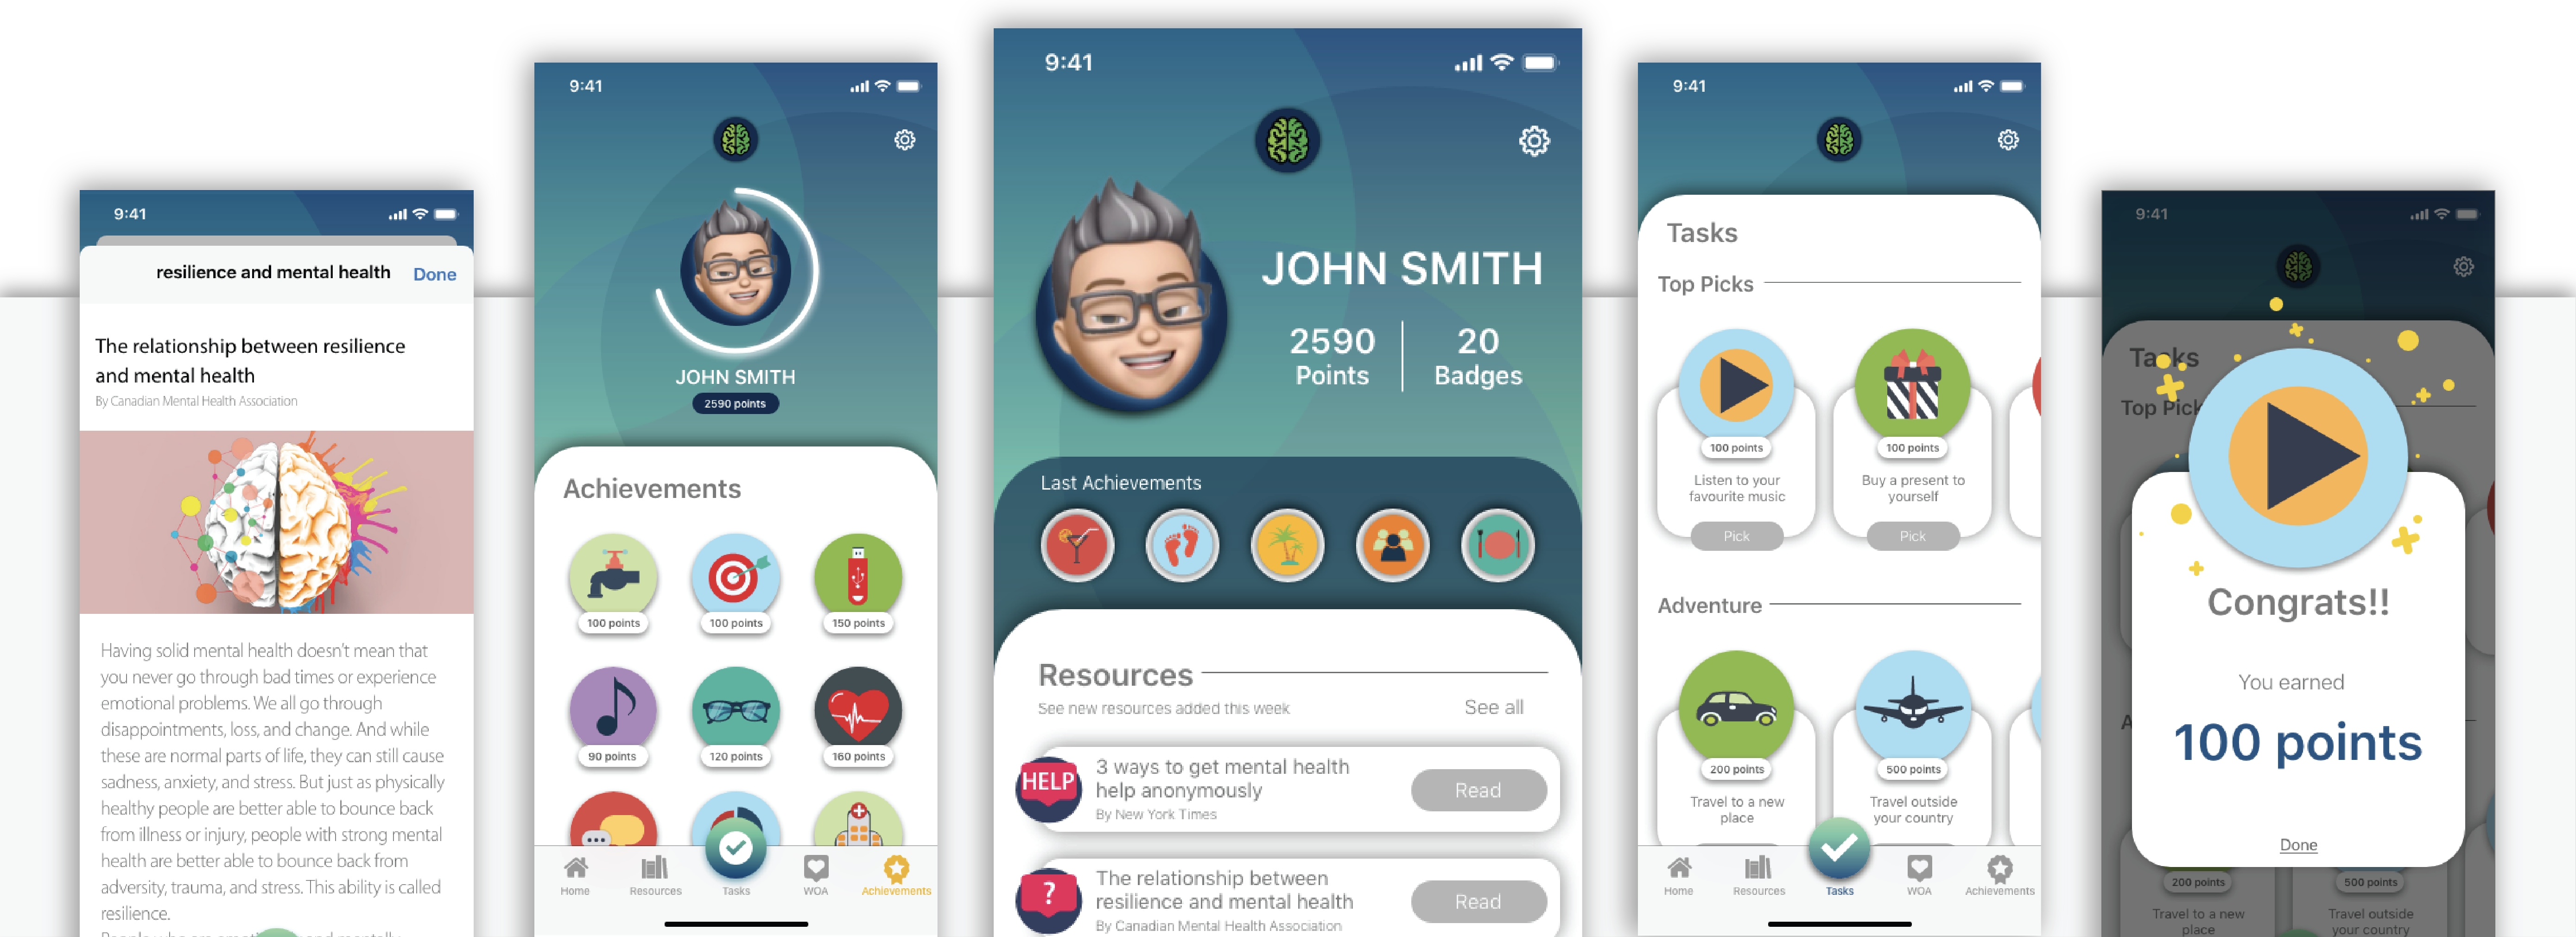 9:41
resilience and mental health
Done
The relationship between resilience
and mental health
By Canadian Mental Health Association
Having solid mental health doesn't mean that
you never go through bad times or experience
emotional problems. We all go through
disappointments, loss, and change. And while
these are normal parts of life, they can still cause
sadness, anxiety, and stress. But just as physically
healthy people are better able to bounce back
from illness or injury, people with strong mental
health are better able to bounce back from
adversity, trauma, and stress. This ability is called
resilience.
9:41
JOHN SMITH
2590 points
Achievements
100 points
100 points
150 points
90 points
120 points
160 points
Home
Resources
Tasks
WOA
Achievements
9:41
JOHN SMITH
2590
Points
20
Badges
Last Achievements
Resources
See new resources added this week
See all
HELP
3 ways to get mental health
help anonymously
By New York Times
Read
?
The relationship between
resilience and mental health
By Canadian Mental Health Association
Read
9:41
Tasks
Top Picks
100 points
Listen to your
favourite music
Pick
100 points
Buy a present to
yourself
Pick
Adventure
200 points
Travel to a new
place
500 points
Travel outside
your country
Home
Resources
Tasks
WOA
Achievements
9:41
Tasks
Top Pick
Congrats!!
You earned
100 points
Done
200 points
Travel to a new
place
500 points
Travel outside
your country